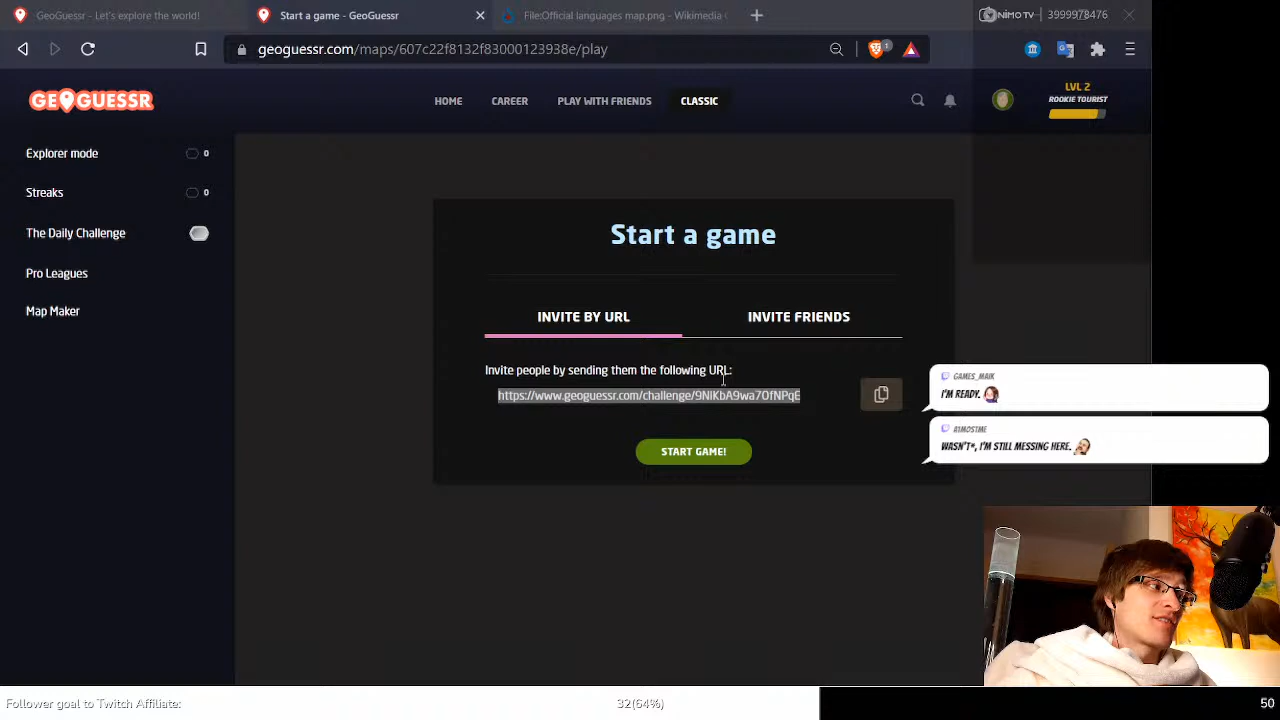 GeoGuessr - Let's explore the world!
Start a game - GeoGuessr
File:Official languages map.png - Wikimedia
NIMO TV
3999978476
geoguessr.com/maps/607c22f8132f83000123938e/play
1
GEOGUESSR
HOME
CAREER
PLAY WITH FRIENDS
CLASSIC
LVL 2
ROOKIE TOURIST
Explorer mode
0
Streaks
0
The Daily Challenge
Pro Leagues
Map Maker
Start a game
INVITE BY URL
INVITE FRIENDS
Invite people by sending them the following URL:
https://www.geoguessr.com/challenge/9NlKbA9wa7OfNPqE
START GAME!
GAMES_MAIK
I'M READY.
A1MOSTME
WASN'T*, I'M STILL MESSING HERE.
Follower goal to Twitch Affiliate:
32(64%)
50